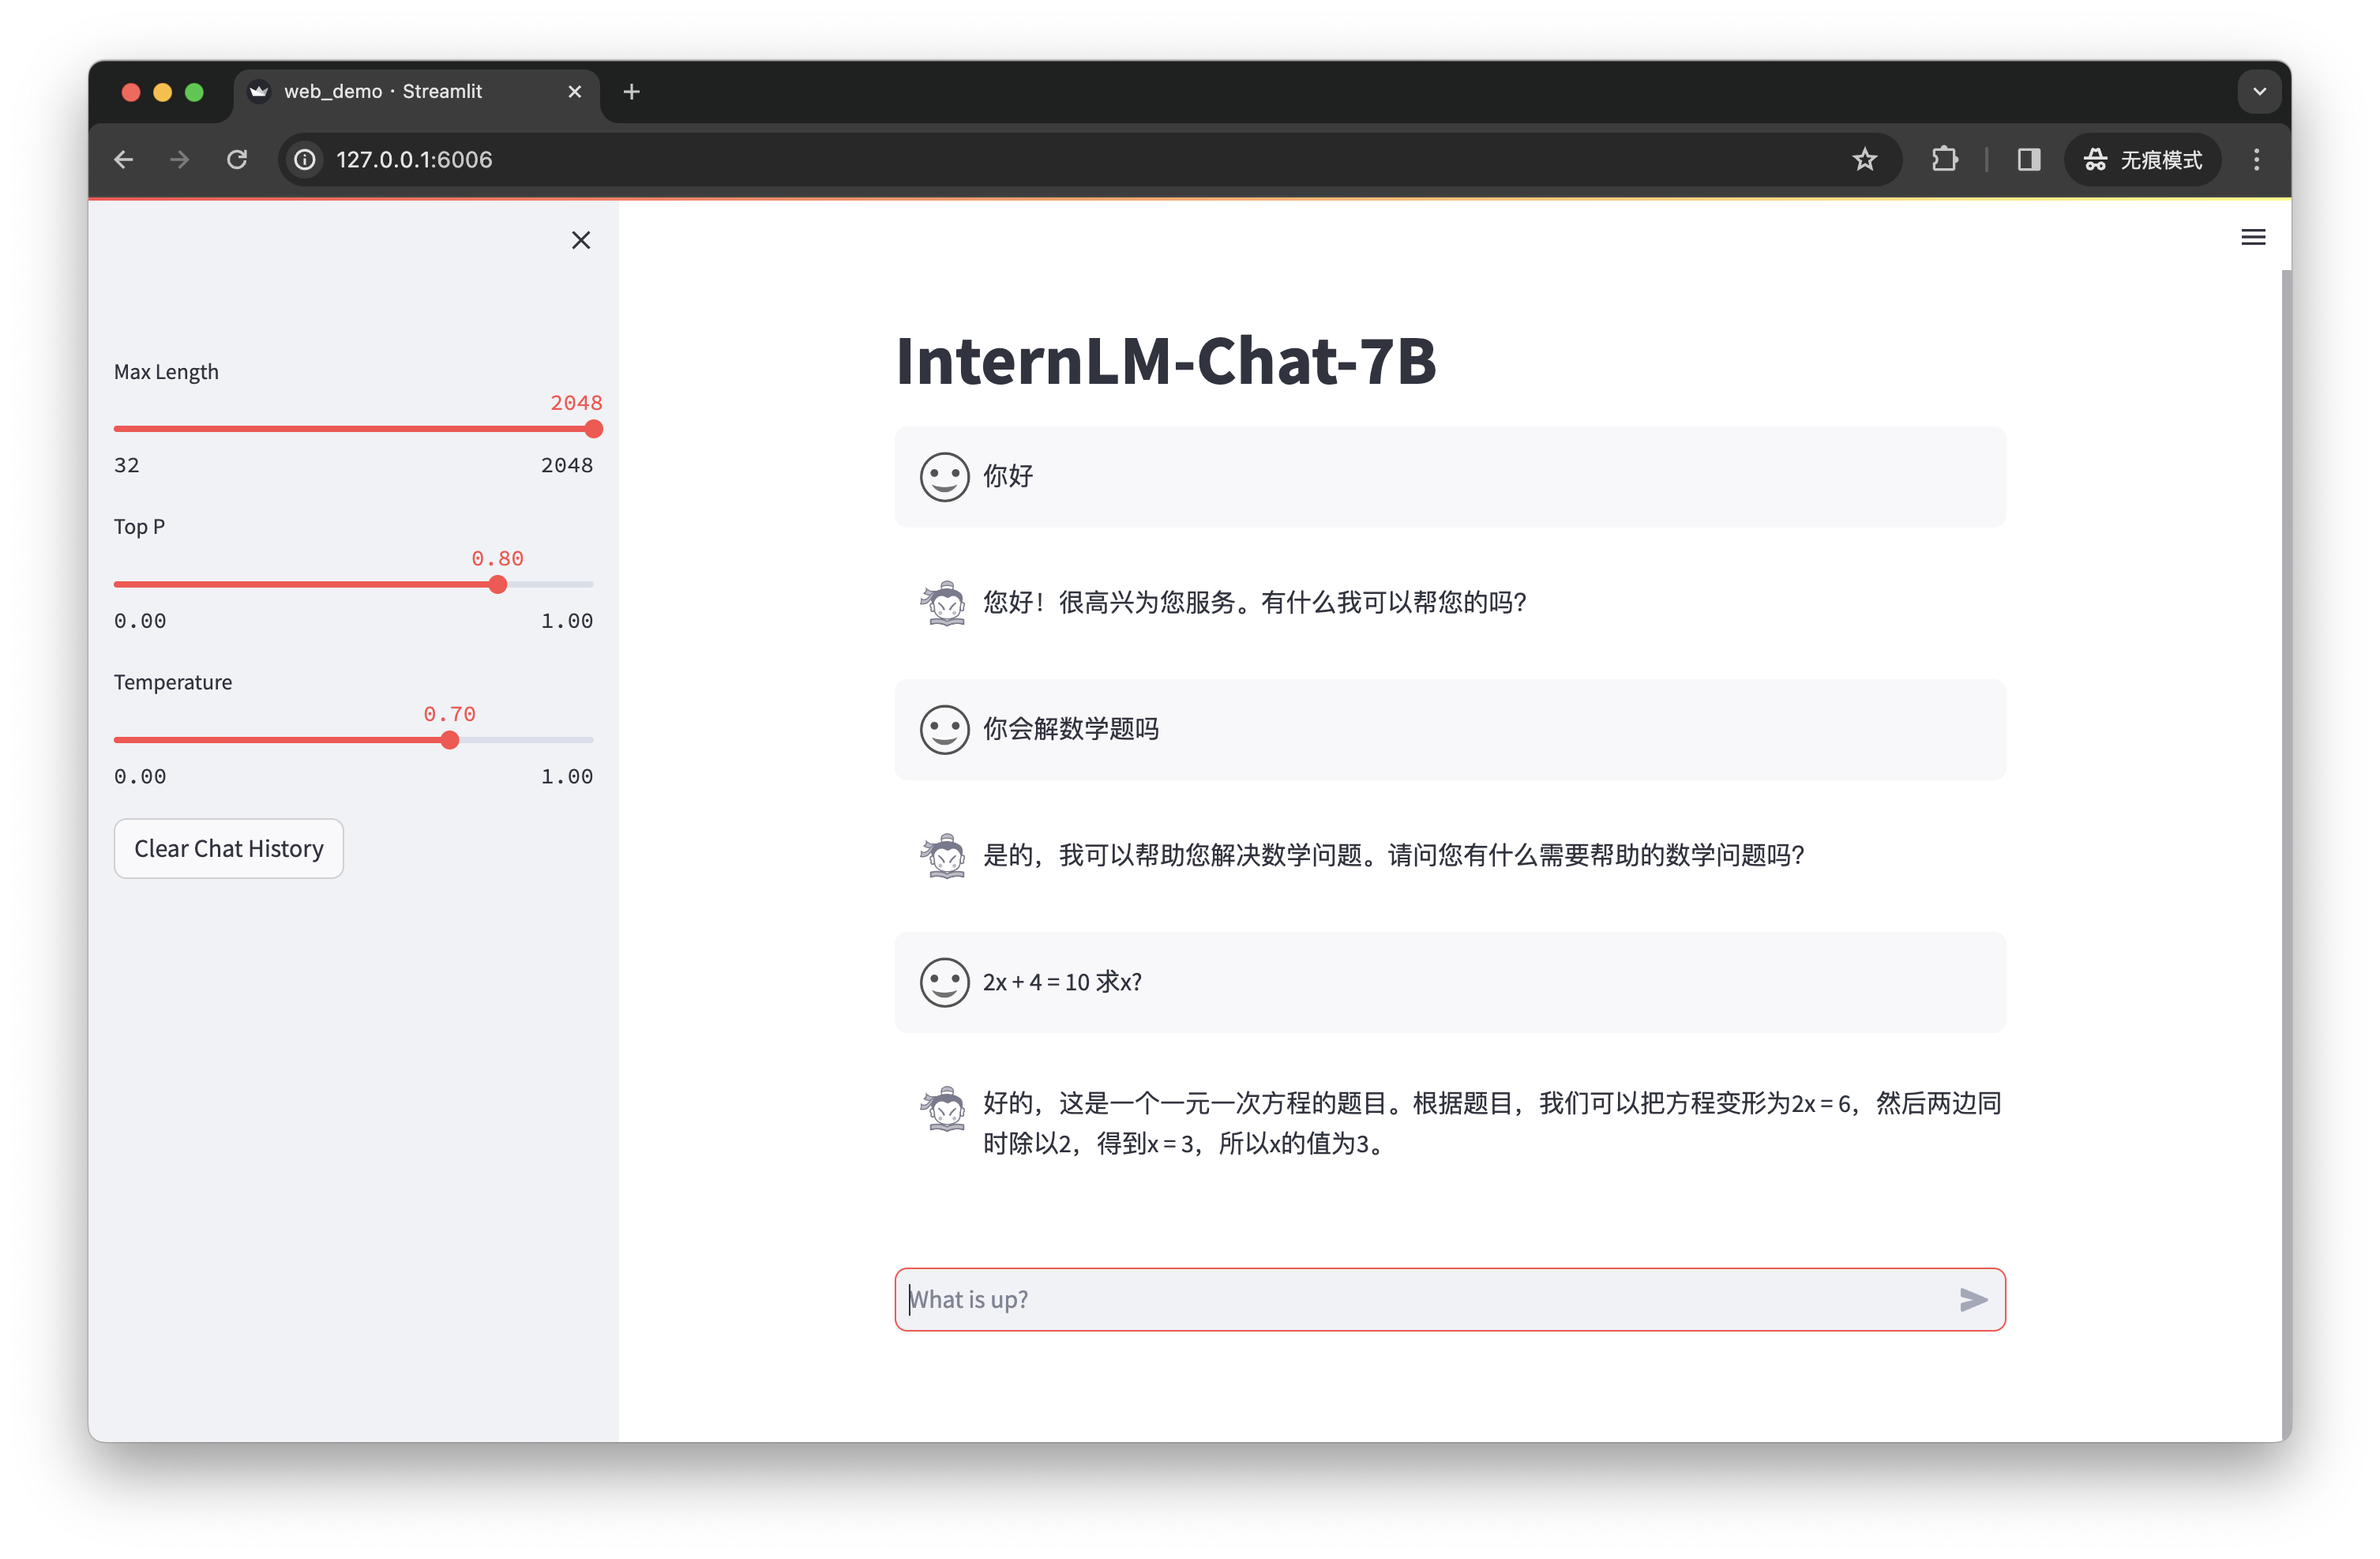 web_demo · Streamlit
127.0.0.1:6006
无痕模式
Max Length
2048
32 2048
Top P
0.80
0.00 1.00
Temperature
0.70
0.00 1.00
Clear Chat History
InternLM-Chat-7B
你好
您好！很高兴为您服务。有什么我可以帮您的吗？
你会解数学题吗
是的，我可以帮助您解决数学问题。请问您有什么需要帮助的数学问题吗？
2x + 4 = 10 求x?
好的，这是一个一元一次方程的题目。根据题目，我们可以把方程变形为2x = 6，然后两边同
时除以2，得到x = 3，所以x的值为3。
What is up?